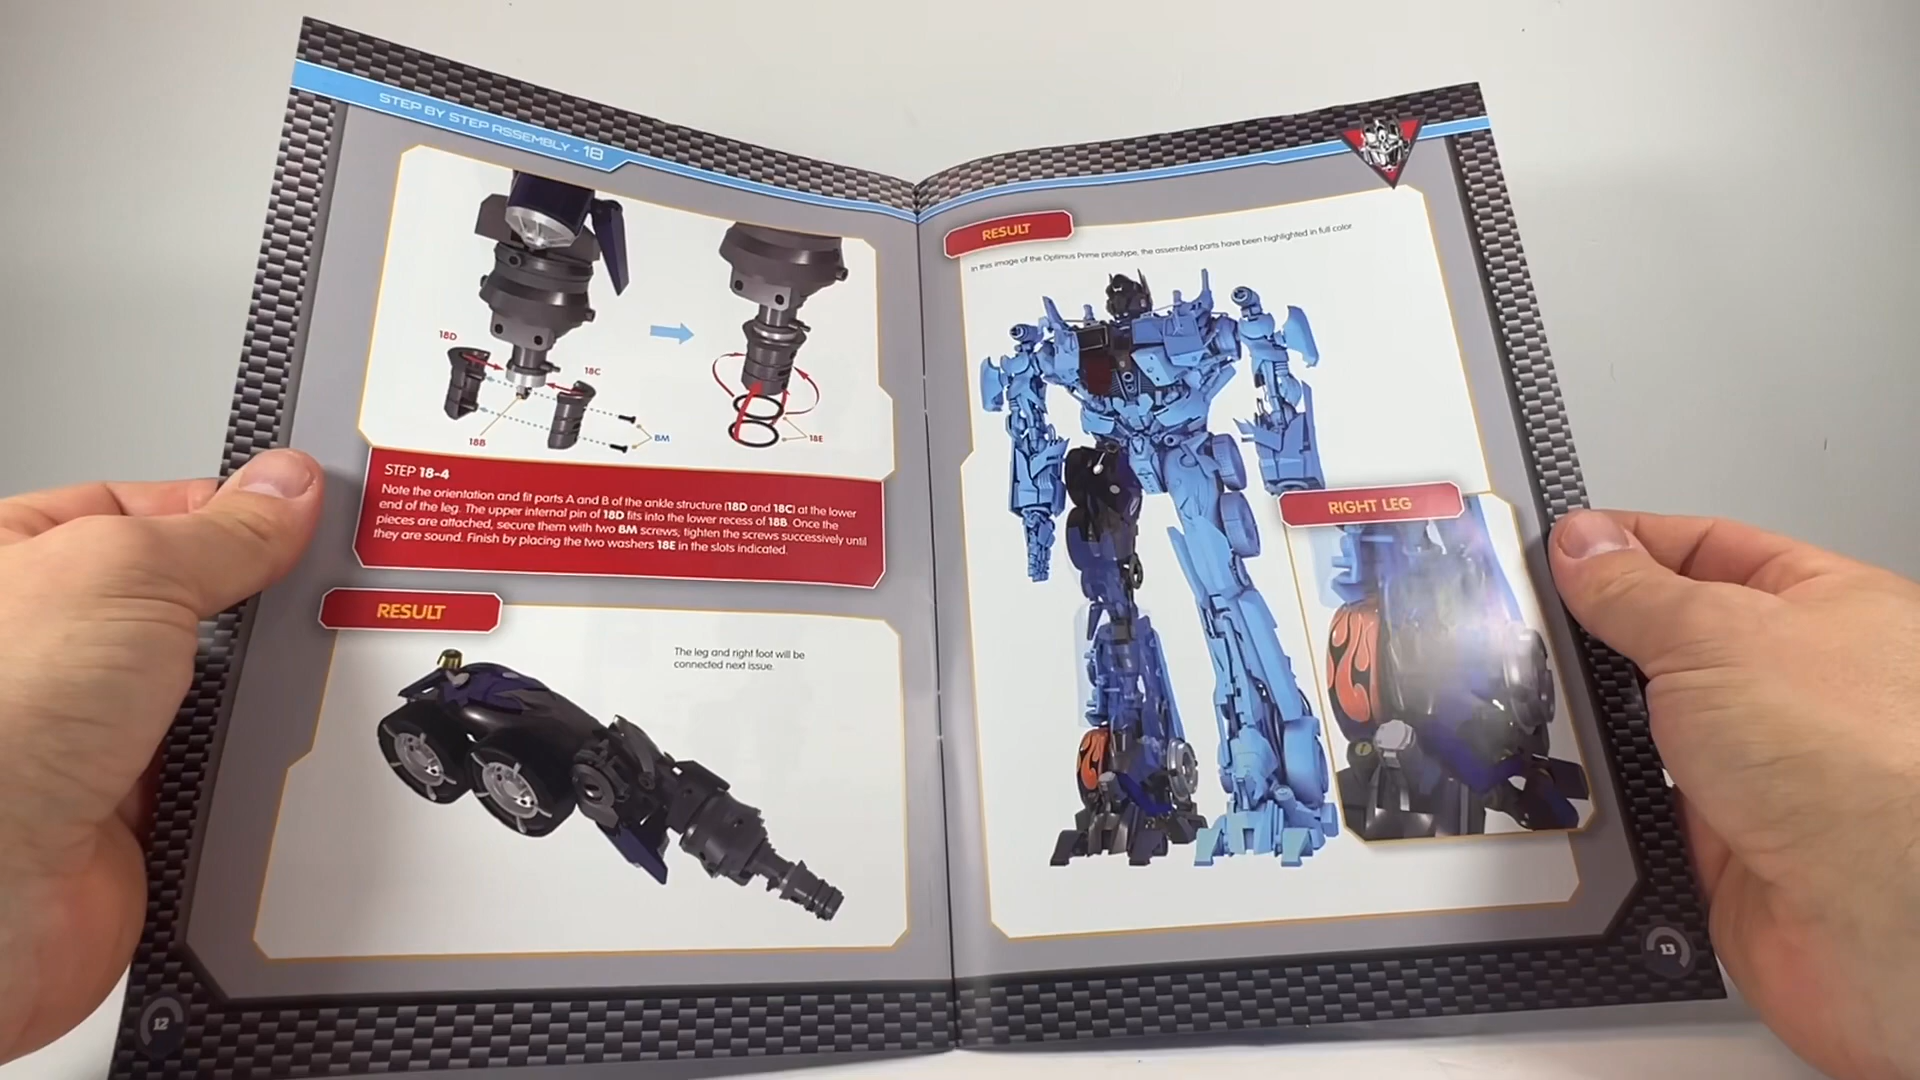 STEP BY STEP ASSEMBLY - 18
18D
18C
18B
BM
18E
STEP 18-4
Note the orientation and fit parts A and B of the ankle structure (18D and 18C) at the lower
end of the leg. The upper internal pin of 18D fits into the lower recess of 18B. Once the
pieces are attached, secure them with two BM screws, tighten the screws successively until
they are sound. Finish by placing the two washers 18E in the slots indicated.
RESULT
The leg and right foot will be
connected next issue.
12
RESULT
In this image of the Optimus Prime prototype, the assembled parts have been highlighted in full color.
RIGHT LEG
13